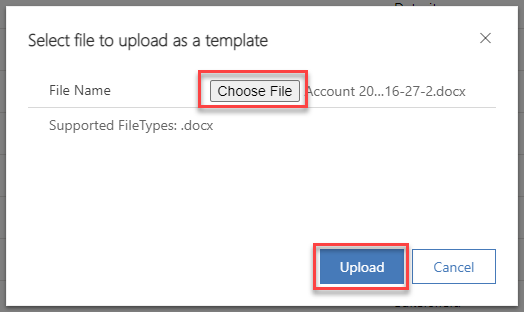 Select file to upload as a template
File Name Choose File Account 20...16-27-2.docx
Supported FileTypes: .docx
Upload Cancel